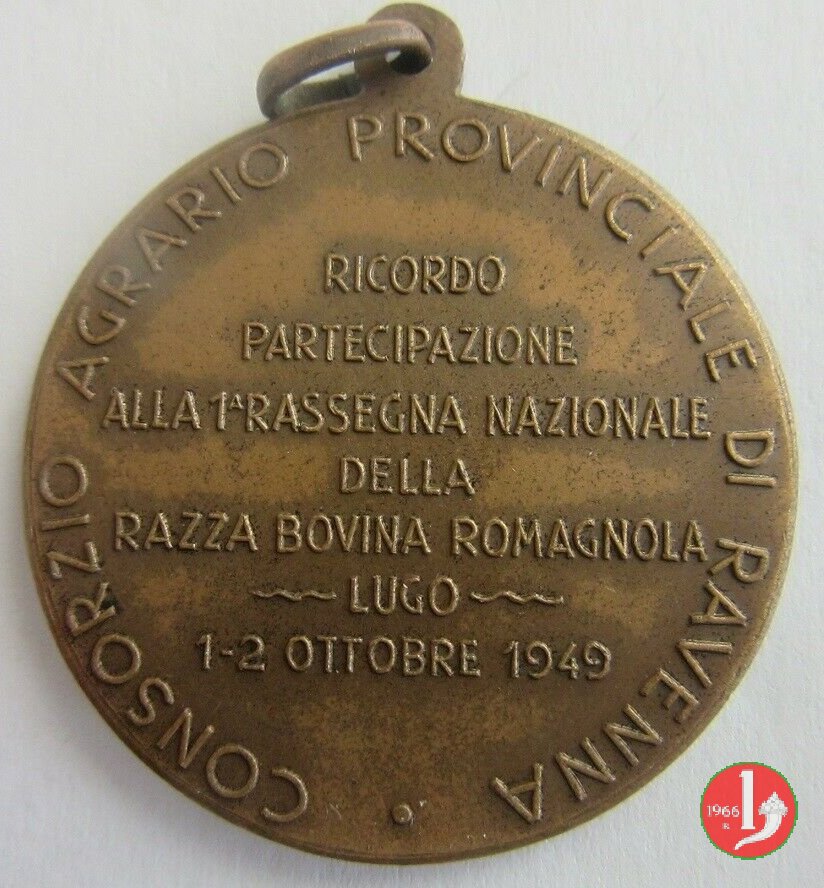 CONSORZIO AGRARIO PROVINCIALE DI RAVENNA
RICORDO
PARTECIPAZIONE
ALLA 1ᴬ RASSEGNA NAZIONALE
DELLA
RAZZA BOVINA ROMAGNOLA
LUGO
1-2 OTTOBRE 1949
1966
R.